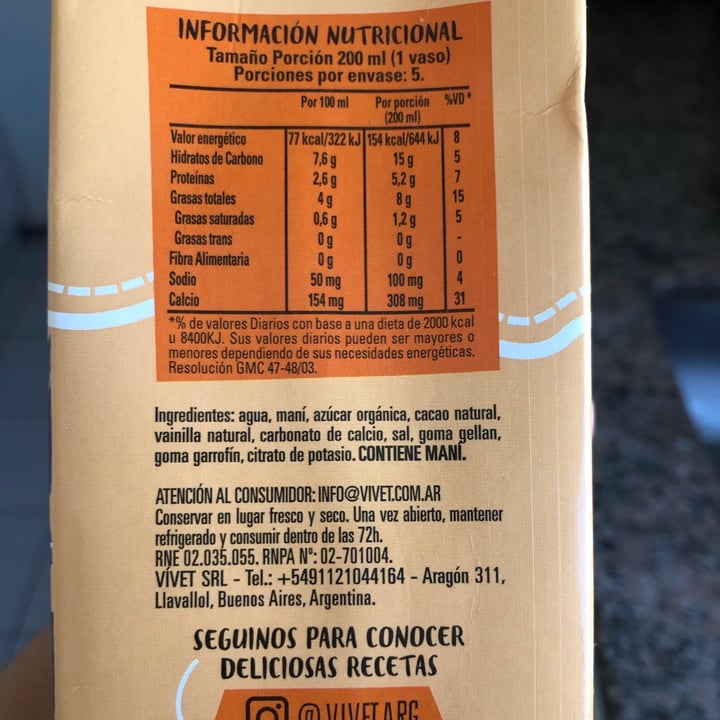 INFORMACIÓN NUTRICIONAL
Tamaño Porción 200 ml (1 vaso)
Porciones por envase: 5.
Por 100 ml Por porción (200 ml) %VD*
Valor energético 77 kcal/322 kJ 154 kcal/644 kJ 8
Hidratos de Carbono 7,6 g 15 g 5
Proteínas 2,6 g 5,2 g 7
Grasas totales 4 g 8 g 15
Grasas saturadas 0,6 g 1,2 g 5
Grasas trans 0 g 0 g -
Fibra Alimentaria 0 g 0 g 0
Sodio 50 mg 100 mg 4
Calcio 154 mg 308 mg 31
*% de valores Diarios con base a una dieta de 2000 kcal
u 8400KJ. Sus valores diarios pueden ser mayores o
menores dependiendo de sus necesidades energéticas.
Resolución GMC 47-48/03.
Ingredientes: agua, maní, azúcar orgánica, cacao natural,
vainilla natural, carbonato de calcio, sal, goma gellan,
goma garrofín, citrato de potasio. CONTIENE MANÍ.
ATENCIÓN AL CONSUMIDOR: INFO@VIVET.COM.AR
Conservar en lugar fresco y seco. Una vez abierto, mantener
refrigerado y consumir dentro de las 72h.
RNE 02.035.055. RNPA N°: 02-701004.
VÍVET SRL - Tel.: +5491121044164 - Aragón 311,
Llavallol, Buenos Aires, Argentina.
SEGUINOS PARA CONOCER
DELICIOSAS RECETAS
@VIVETARG